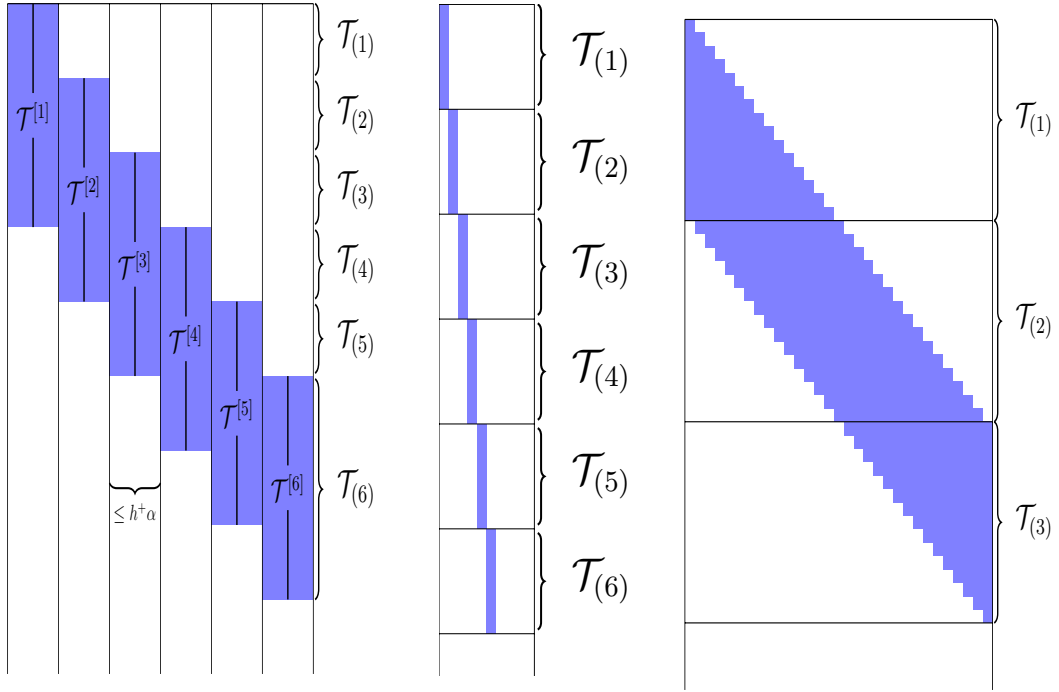 𝒯^[1]
𝒯^[2]
𝒯^[3]
𝒯^[4]
𝒯^[5]
𝒯^[6]
≤ h⁺α
𝒯_(1)
𝒯_(2)
𝒯_(3)
𝒯_(4)
𝒯_(5)
𝒯_(6)
𝒯_(1)
𝒯_(2)
𝒯_(3)
𝒯_(4)
𝒯_(5)
𝒯_(6)
𝒯_(1)
𝒯_(2)
𝒯_(3)